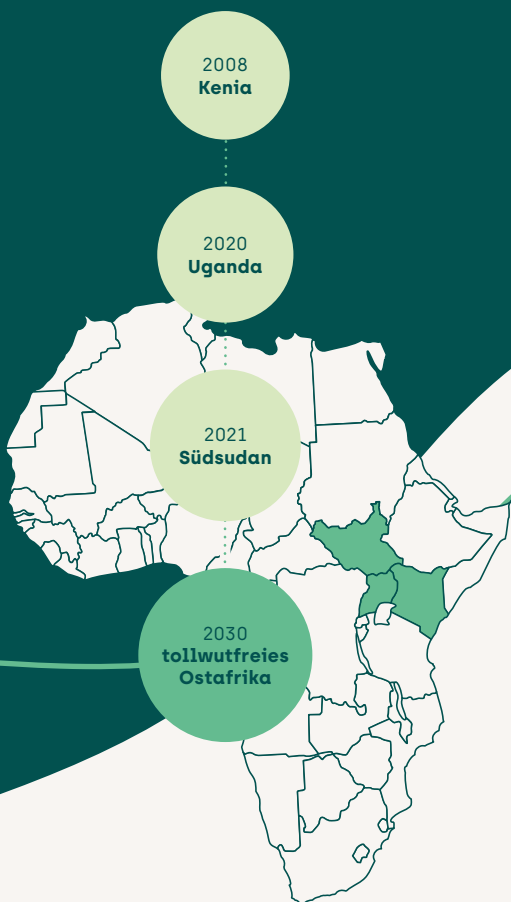 2008
Kenia
2020
Uganda
2021
Südsudan
2030
tollwutfreies
Ostafrika